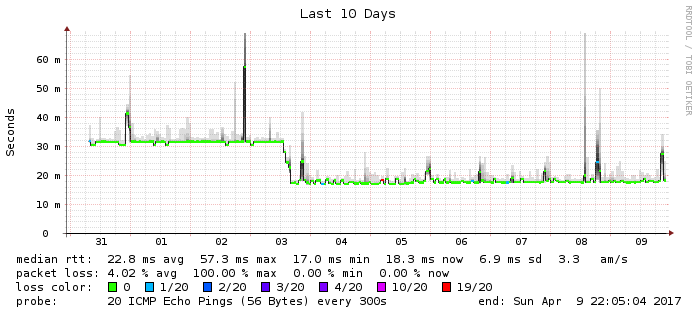 Last 10 Days
RRDTOOL / TOBI OETIKER
Seconds
60 m
50 m
40 m
30 m
20 m
10 m
0
31 01 02 03 04 05 06 07 08 09
median rtt: 22.8 ms avg 57.3 ms max 17.0 ms min 18.3 ms now 6.9 ms sd 3.3 am/s
packet loss: 4.02 % avg 100.00 % max 0.00 % min 0.00 % now
loss color: 0 1/20 2/20 3/20 4/20 10/20 19/20
probe: 20 ICMP Echo Pings (56 Bytes) every 300s end: Sun Apr 9 22:05:04 2017